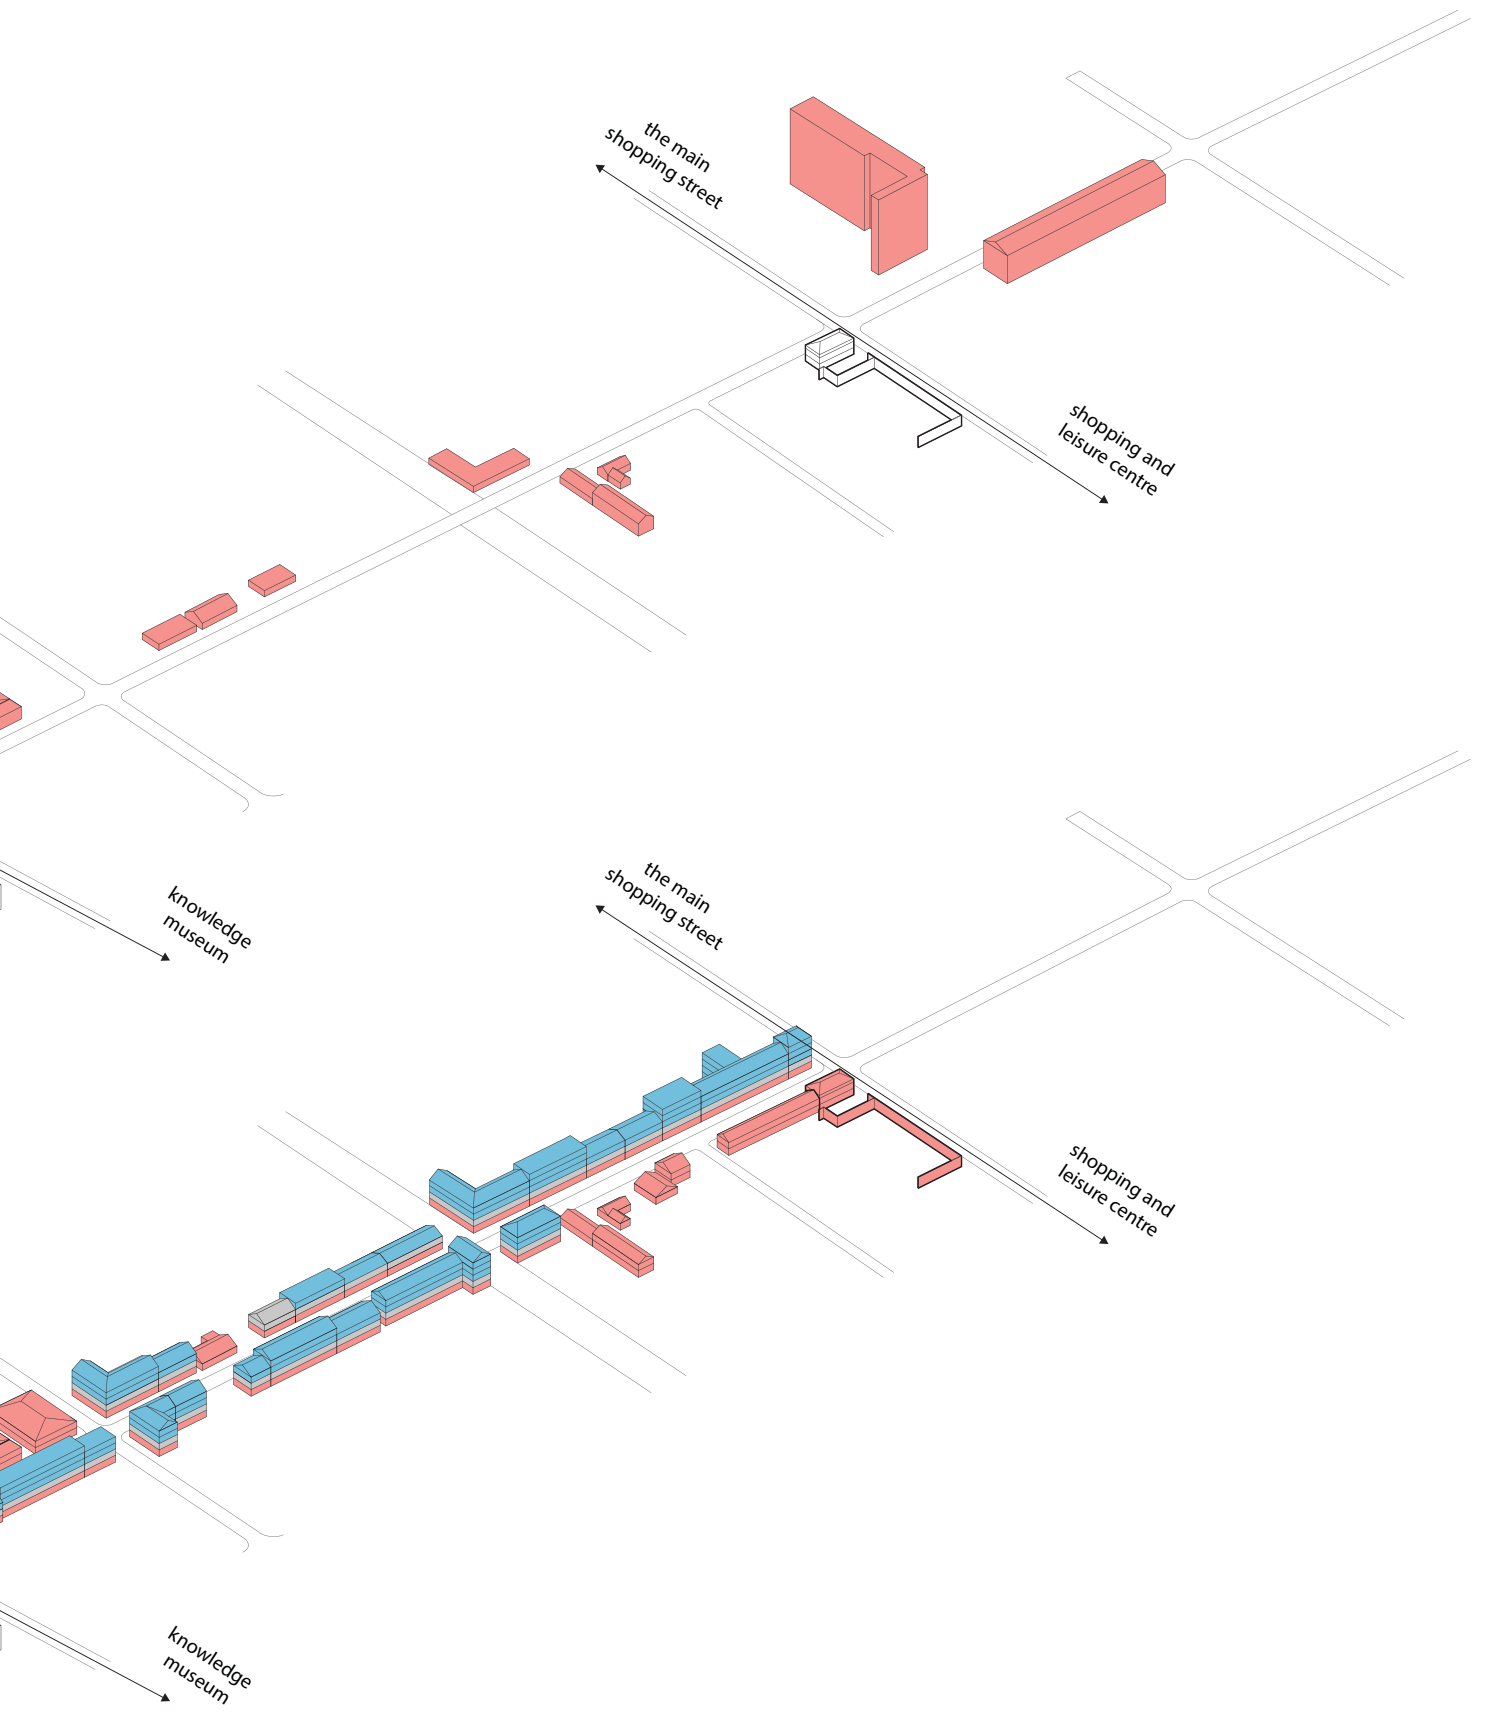 the main
shopping street
shopping and
leisure centre
knowledge
museum
the main
shopping street
shopping and
leisure centre
knowledge
museum